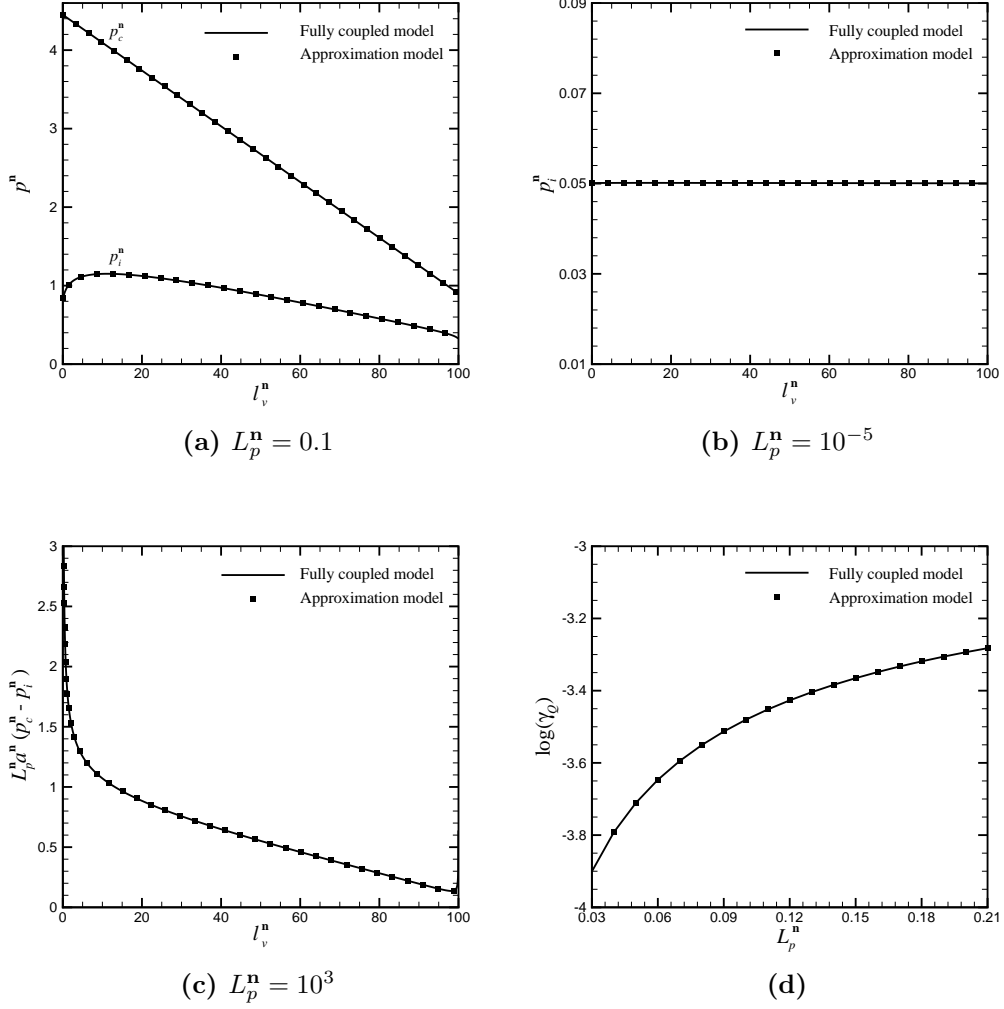 p_c^n
Fully coupled model
Approximation model
p^n
4
3
2
1
0
p_i^n
0 20 40 60 80 100
l_v^n
(a) L_p^n = 0.1
0.09
Fully coupled model
Approximation model
0.07
p_i^n
0.05
0.03
0.01
0 20 40 60 80 100
l_v^n
(b) L_p^n = 10^{-5}
3
Fully coupled model
Approximation model
2.5
2
L_p^n a^n (p_c^n - p_i^n)
1.5
1
0.5
0
0 20 40 60 80 100
l_v^n
(c) L_p^n = 10^3
-3
Fully coupled model
Approximation model
-3.2
-3.4
log(γ_Q)
-3.6
-3.8
-4
0.03 0.06 0.09 0.12 0.15 0.18 0.21
L_p^n
(d)